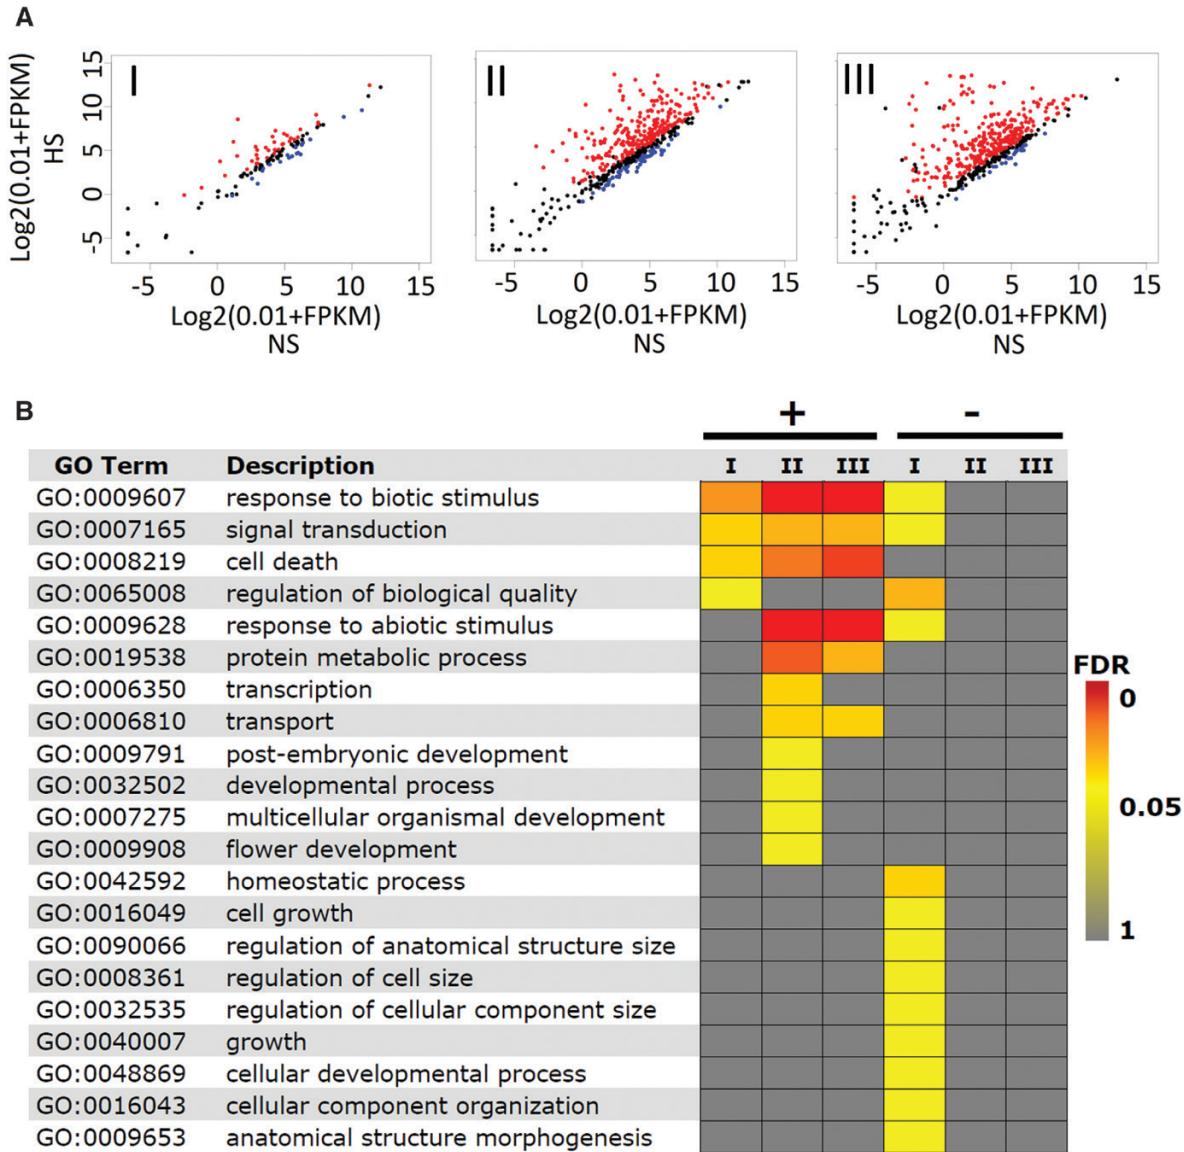 A
I II III
15 10 5 0 -5
Log2(0.01+FPKM)
HS
-5 0 5 10 15
Log2(0.01+FPKM)
NS
-5 0 5 10 15
Log2(0.01+FPKM)
NS
-5 0 5 10 15
Log2(0.01+FPKM)
NS
B
+ -
GO Term Description I II III I II III
GO:0009607 response to biotic stimulus
GO:0007165 signal transduction
GO:0008219 cell death
GO:0065008 regulation of biological quality
GO:0009628 response to abiotic stimulus
GO:0019538 protein metabolic process
GO:0006350 transcription
GO:0006810 transport
GO:0009791 post-embryonic development
GO:0032502 developmental process
GO:0007275 multicellular organismal development
GO:0009908 flower development
GO:0042592 homeostatic process
GO:0016049 cell growth
GO:0090066 regulation of anatomical structure size
GO:0008361 regulation of cell size
GO:0032535 regulation of cellular component size
GO:0040007 growth
GO:0048869 cellular developmental process
GO:0016043 cellular component organization
GO:0009653 anatomical structure morphogenesis
FDR
0
0.05
1